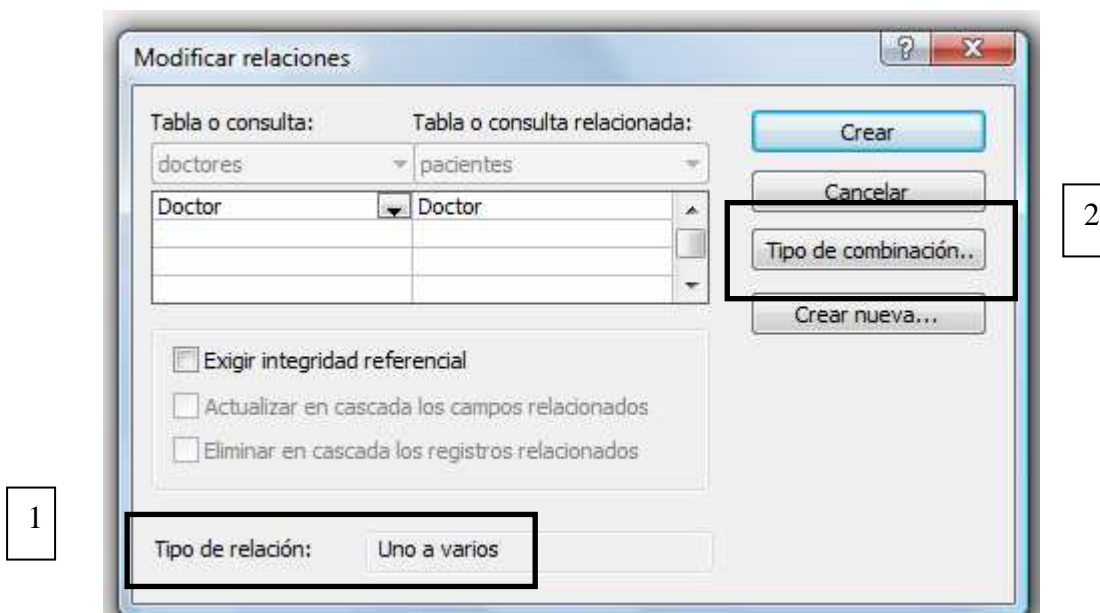 Modificar relaciones
Tabla o consulta: Tabla o consulta relacionada:
doctores pacientes
Doctor Doctor
Crear
Cancelar
Tipo de combinación..
Crear nueva...
2
Exigir integridad referencial
Actualizar en cascada los campos relacionados
Eliminar en cascada los registros relacionados
1
Tipo de relación: Uno a varios